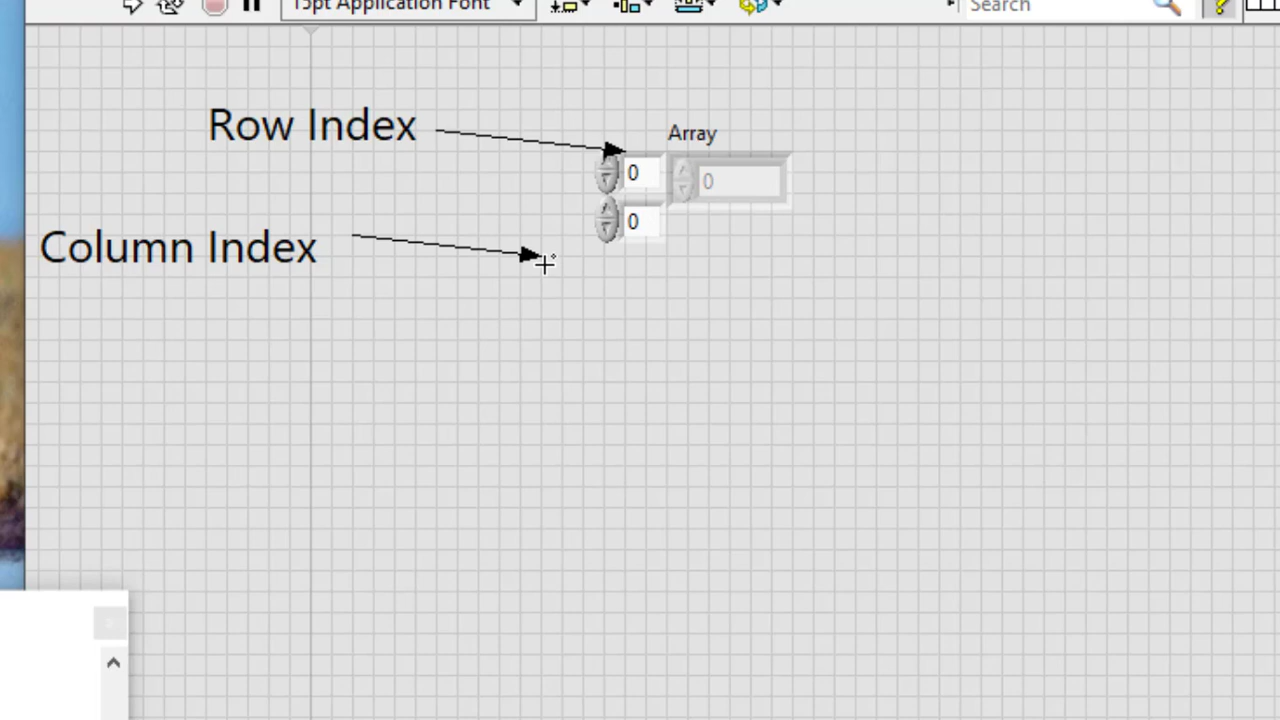 15pt Application Font
Search
?
Row Index
Array
0
0
0
Column Index